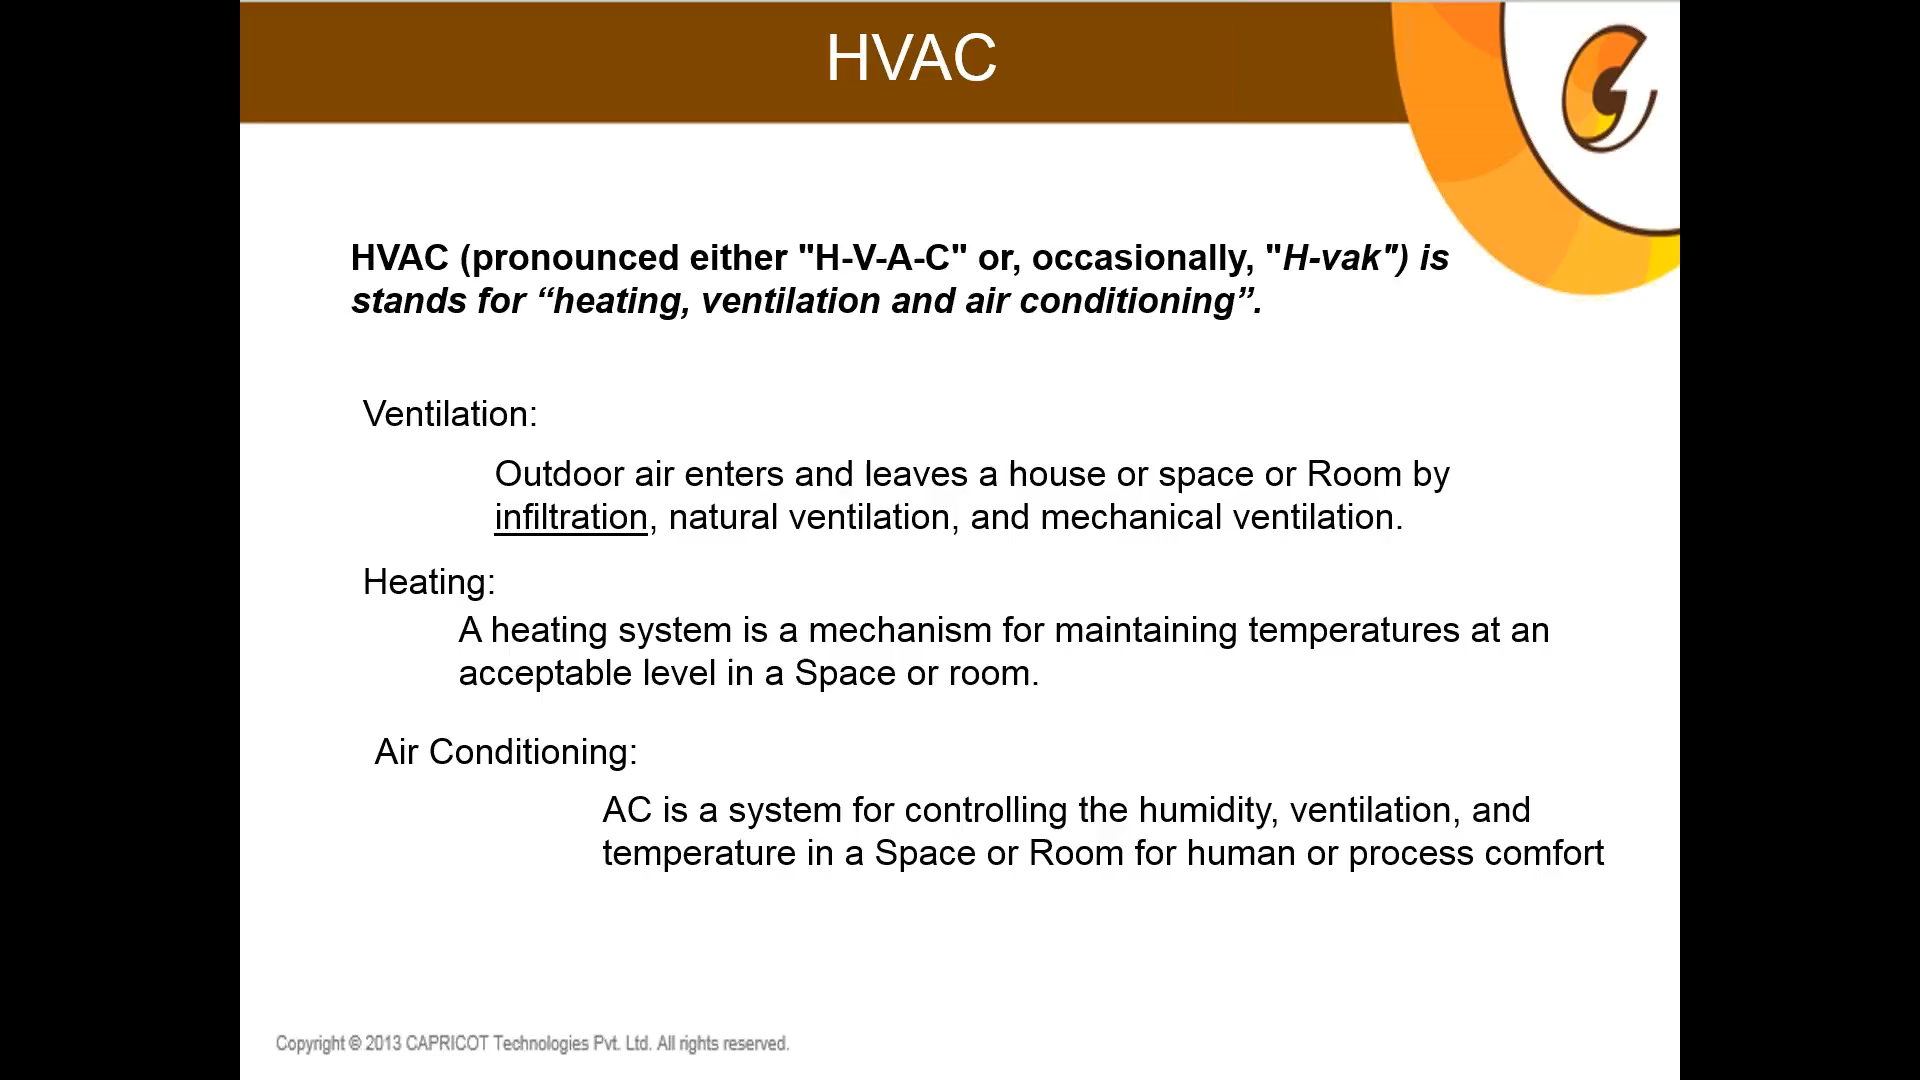 HVAC
HVAC (pronounced either "H-V-A-C" or, occasionally, "H-vak") is
stands for “heating, ventilation and air conditioning”.
Ventilation:
Outdoor air enters and leaves a house or space or Room by
infiltration, natural ventilation, and mechanical ventilation.
Heating:
A heating system is a mechanism for maintaining temperatures at an
acceptable level in a Space or room.
Air Conditioning:
AC is a system for controlling the humidity, ventilation, and
temperature in a Space or Room for human or process comfort
Copyright © 2013 CAPRICOT Technologies Pvt. Ltd. All rights reserved.